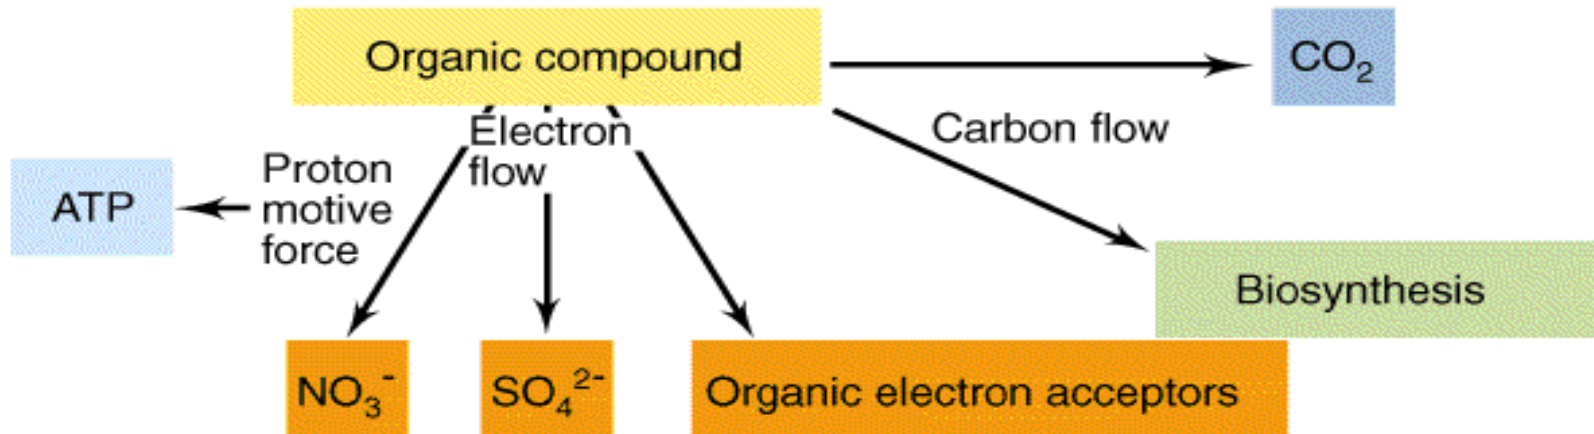 Organic compound
CO₂
Electron
flow
Carbon flow
Proton
motive
force
ATP
Biosynthesis
NO₃⁻
SO₄²⁻
Organic electron acceptors